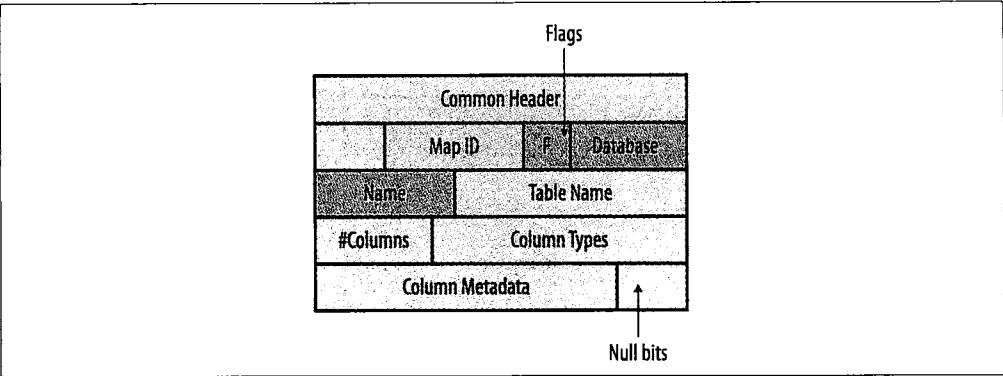 Flags
Common Header
Map ID F Database
Name Table Name
#Columns Column Types
Column Metadata
Null bits